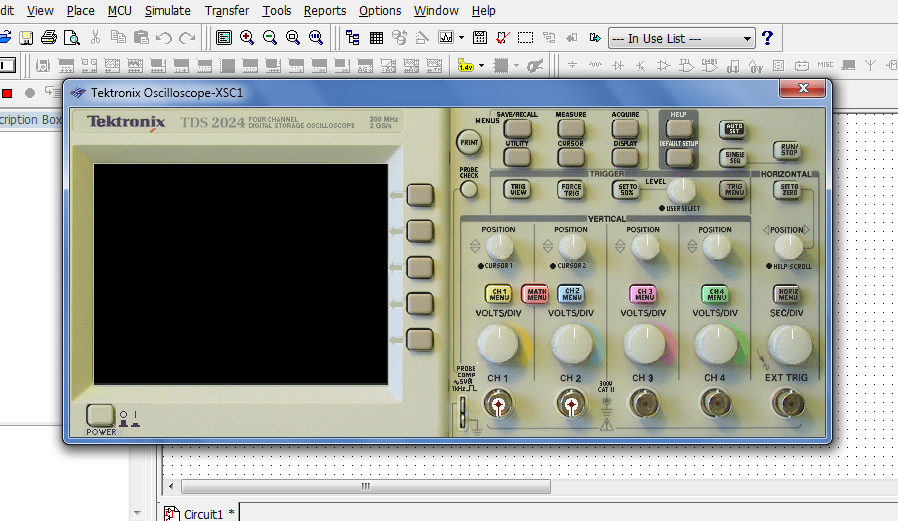 dit View Place MCU Simulate Transfer Tools Reports Options Window Help
--- In Use List ---
1.4v
MISC
Tektronix Oscilloscope-XSC1
cription Box
Tektronix TDS 2024 FOUR CHANNEL DIGITAL STORAGE OSCILLOSCOPE 200 MHz 2 GS/s
MENUS
SAVE/RECALL MEASURE ACQUIRE HELP
PRINT
AUTO SET
UTILITY CURSOR DISPLAY DEFAULT SETUP
SINGLE SEQ
RUN/STOP
PROBE CHECK
TRIGGER
HORIZONTAL
TRIG VIEW
FORCE TRIG
SET TO 50%
LEVEL
USER SELECT
TRIG MENU
SET TO ZERO
VERTICAL
POSITION POSITION POSITION POSITION POSITION
CURSOR 1 CURSOR 2 HELP SCROLL
CH 1 MENU
MATH MENU
CH 2 MENU
CH 3 MENU
CH 4 MENU
HORIZ MENU
VOLTS/DIV VOLTS/DIV VOLTS/DIV VOLTS/DIV SEC/DIV
PROBE COMP
~5V@
1kHz
CH 1 CH 2 CH 3 CH 4 EXT TRIG
300V CAT II
POWER
Circuit1 *